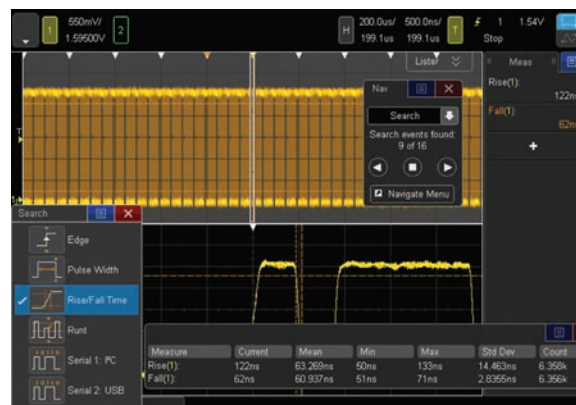 1 550mV/ 1.59500V 2 H 200.0us/ 199.1us 500.0ns/ 199.1us T 1 1.54V Stop
Lister
Meas
Nav
Search
Search events found:
9 of 16
Navigate Menu
Rise(1):
122ns
Fall(1):
62ns
Search
Edge
Pulse Width
Rise/Fall Time
Runt
Serial 1: I²C
Serial 2: USB
Measure Current Mean Min Max Std Dev Count
Rise(1): 122ns 63.269ns 50ns 133ns 14.463ns 6.358k
Fall(1): 62ns 60.937ns 51ns 71ns 2.8355ns 6.356k